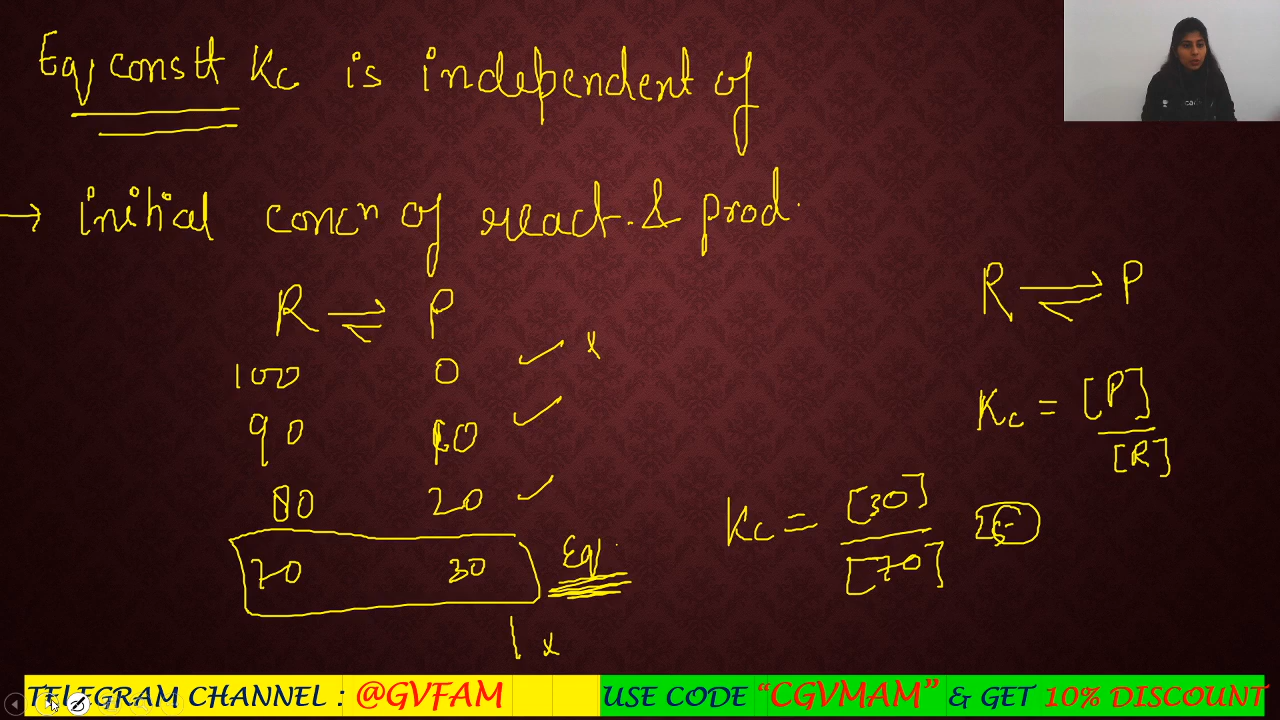 Eq constt Kc is independent of
→ initial concn of react. & prod.
R ⇌ P
100 0 ✓ x
90 10 ✓
80 20 ✓
70 30 Eq.
x
R ⇌ P
Kc = [P] / [R]
Kc = [30] / [70]
TELEGRAM CHANNEL : @GVFAM
USE CODE “CGVMAM” & GET 10% DISCOUNT